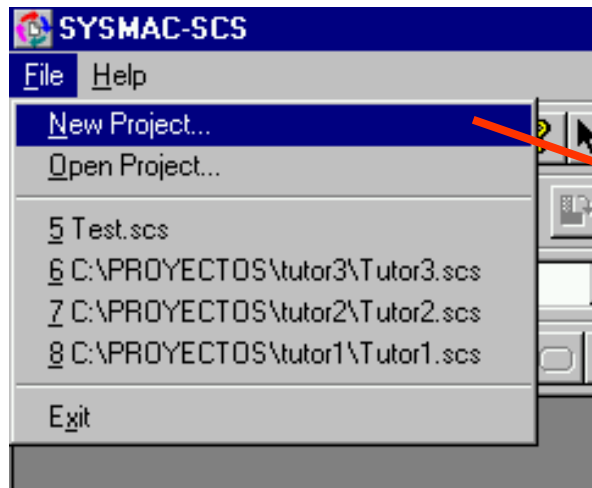 SYSMAC-SCS
File Help
New Project...
Open Project...
5 Test.scs
6 C:\PROYECTOS\tutor3\Tutor3.scs
7 C:\PROYECTOS\tutor2\Tutor2.scs
8 C:\PROYECTOS\tutor1\Tutor1.scs
Exit